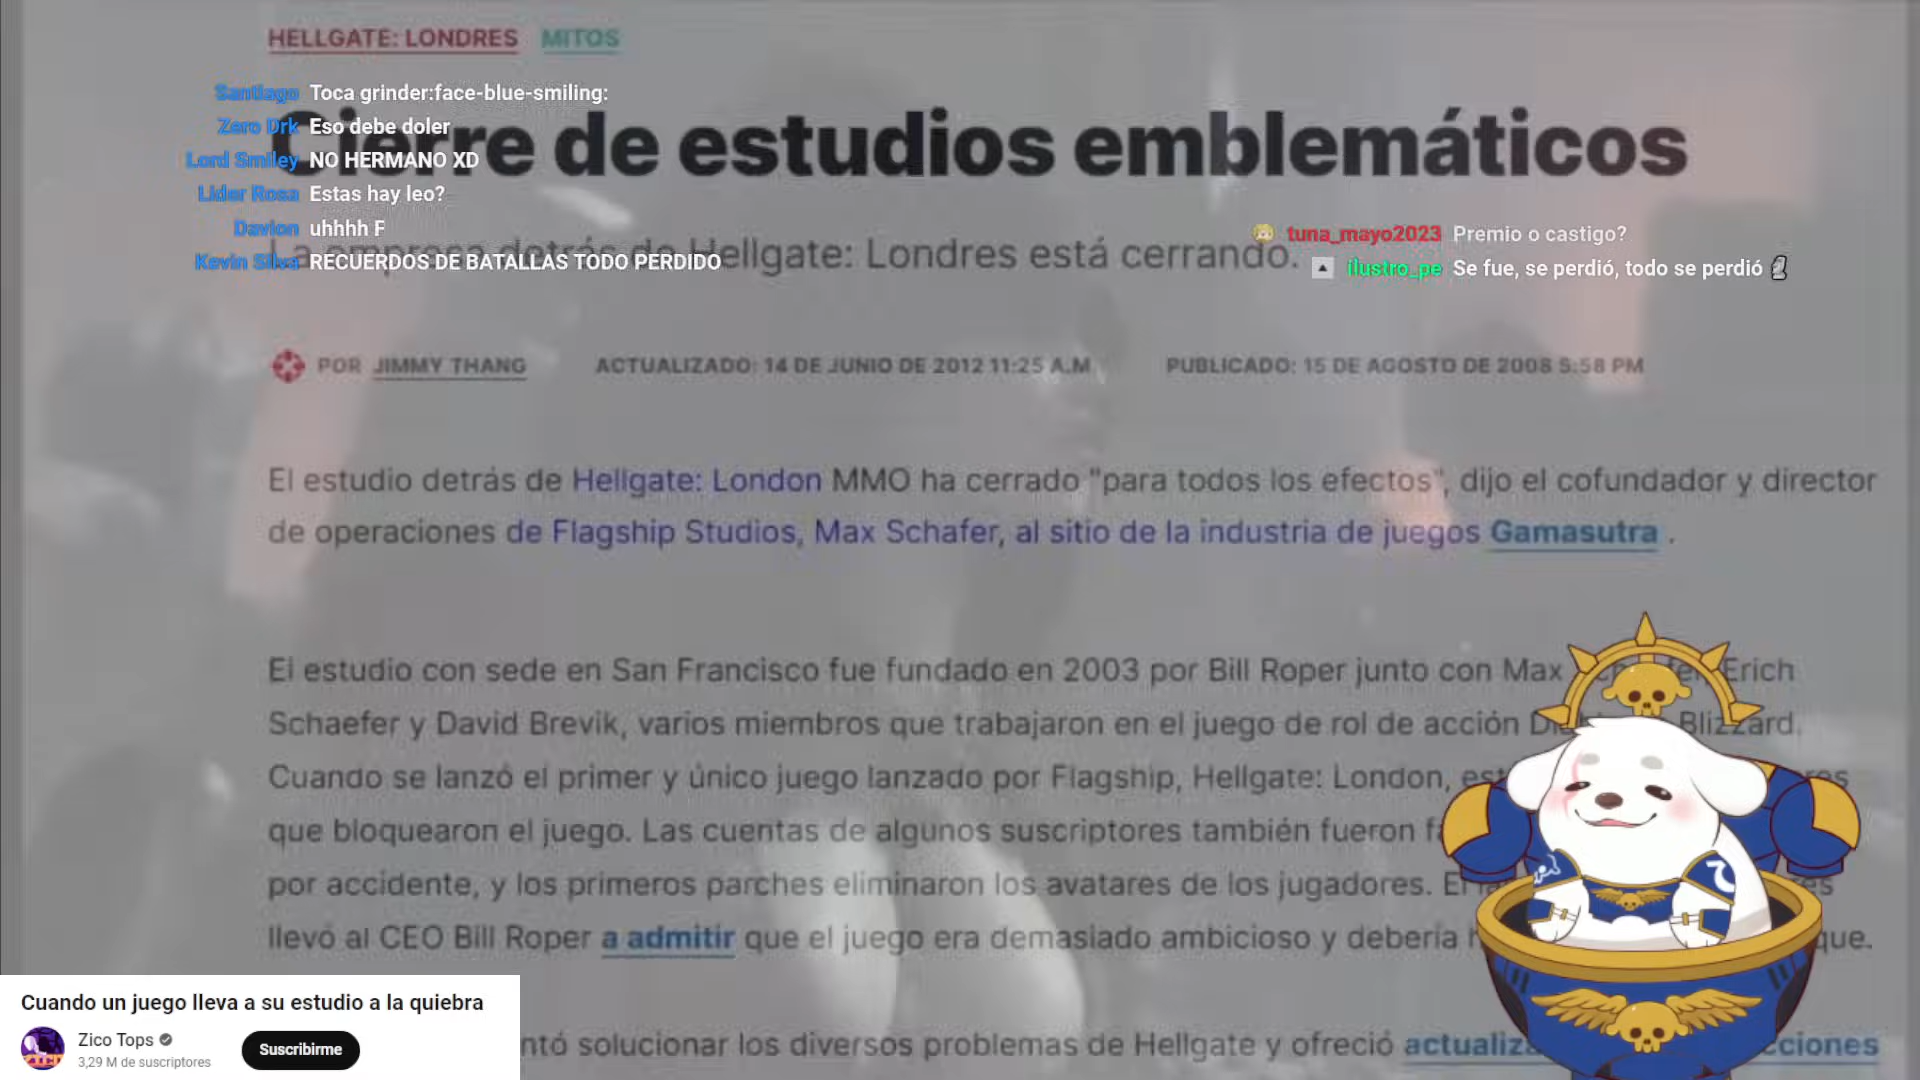 HELLGATE: LONDRES MITOS
Santiago Toca grinder:face-blue-smiling:
Zero Drk Eso debe doler
Lord Smiley NO HERMANO XD
Lider Rosa Estas hay leo?
Davion uhhhh F
Kevin Silva RECUERDOS DE BATALLAS TODO PERDIDO
Cierre de estudios emblemáticos
tuna_mayo2023 Premio o castigo?
ilustro_pe Se fue, se perdió, todo se perdió
La empresa detrás de Hellgate: Londres está cerrando.
POR JIMMY THANG ACTUALIZADO: 14 DE JUNIO DE 2012 11:25 A.M PUBLICADO: 15 DE AGOSTO DE 2008 5:58 PM
El estudio detrás de Hellgate: London MMO ha cerrado "para todos los efectos", dijo el cofundador y director
de operaciones de Flagship Studios, Max Schafer, al sitio de la industria de juegos Gamasutra .
El estudio con sede en San Francisco fue fundado en 2003 por Bill Roper junto con Max Erich
Schaefer y David Brevik, varios miembros que trabajaron en el juego de rol de acción Blizzard.
Cuando se lanzó el primer y único juego lanzado por Flagship, Hellgate: London,
que bloquearon el juego. Las cuentas de algunos suscriptores también fueron
por accidente, y los primeros parches eliminaron los avatares de los jugadores. El
llevó al CEO Bill Roper a admitir que el juego era demasiado ambicioso y debería que.
ntó solucionar los diversos problemas de Hellgate y ofreció actualiz cciones
Cuando un juego lleva a su estudio a la quiebra
Zico Tops
3,29 M de suscriptores
Suscribirme